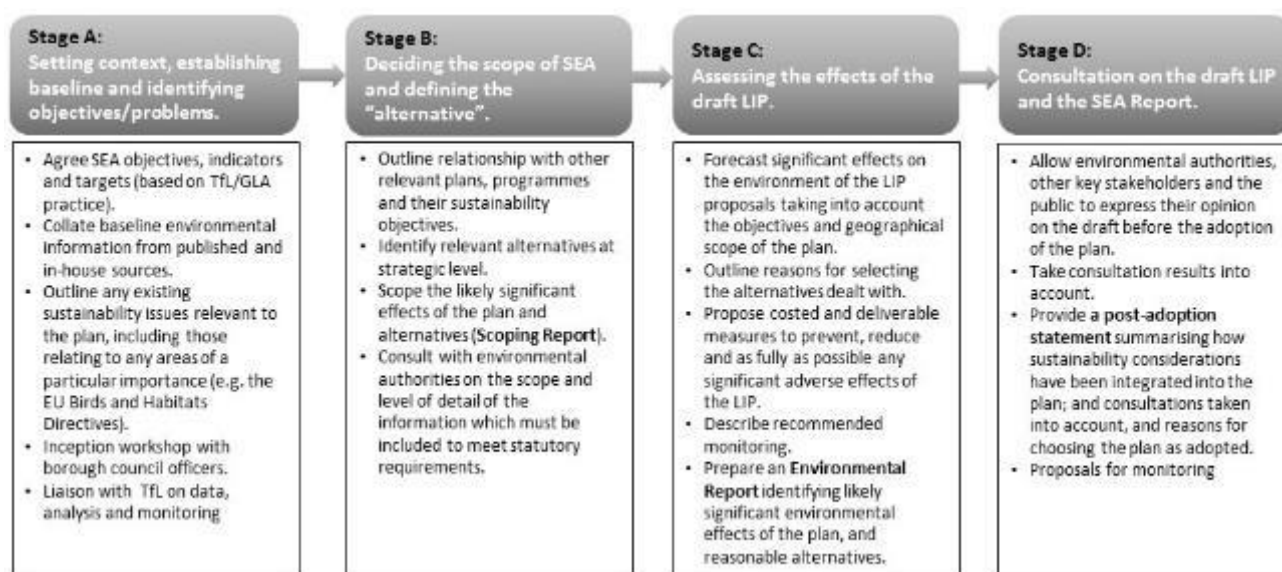 Stage A:
Setting context, establishing
baseline and identifying
objectives/problems.
• Agree SEA objectives, indicators
and targets (based on TfL/GLA
practice).
• Collate baseline environmental
information from published and
in-house sources.
• Outline any existing
sustainability issues relevant to
the plan, including those
relating to any areas of a
particular importance (e.g. the
EU Birds and Habitats
Directives).
• Inception workshop with
borough council officers.
• Liaison with TfL on data,
analysis and monitoring
Stage B:
Deciding the scope of SEA
and defining the
“alternative”.
• Outline relationship with other
relevant plans, programmes
and their sustainability
objectives.
• Identify relevant alternatives at
strategic level.
• Scope the likely significant
effects of the plan and
alternatives (Scoping Report).
• Consult with environmental
authorities on the scope and
level of detail of the
information which must be
included to meet statutory
requirements.
Stage C:
Assessing the effects of the
draft LIP.
• Forecast significant effects on
the environment of the LIP
proposals taking into account
the objectives and geographical
scope of the plan.
• Outline reasons for selecting
the alternatives dealt with.
• Propose costed and deliverable
measures to prevent, reduce
and as fully as possible any
significant adverse effects of
the LIP.
• Describe recommended
monitoring.
• Prepare an Environmental
Report identifying likely
significant environmental
effects of the plan, and
reasonable alternatives.
Stage D:
Consultation on the draft LIP
and the SEA Report.
• Allow environmental authorities,
other key stakeholders and the
public to express their opinion
on the draft before the adoption
of the plan.
• Take consultation results into
account.
• Provide a post-adoption
statement summarising how
sustainability considerations
have been integrated into the
plan; and consultations taken
into account, and reasons for
choosing the plan as adopted.
• Proposals for monitoring